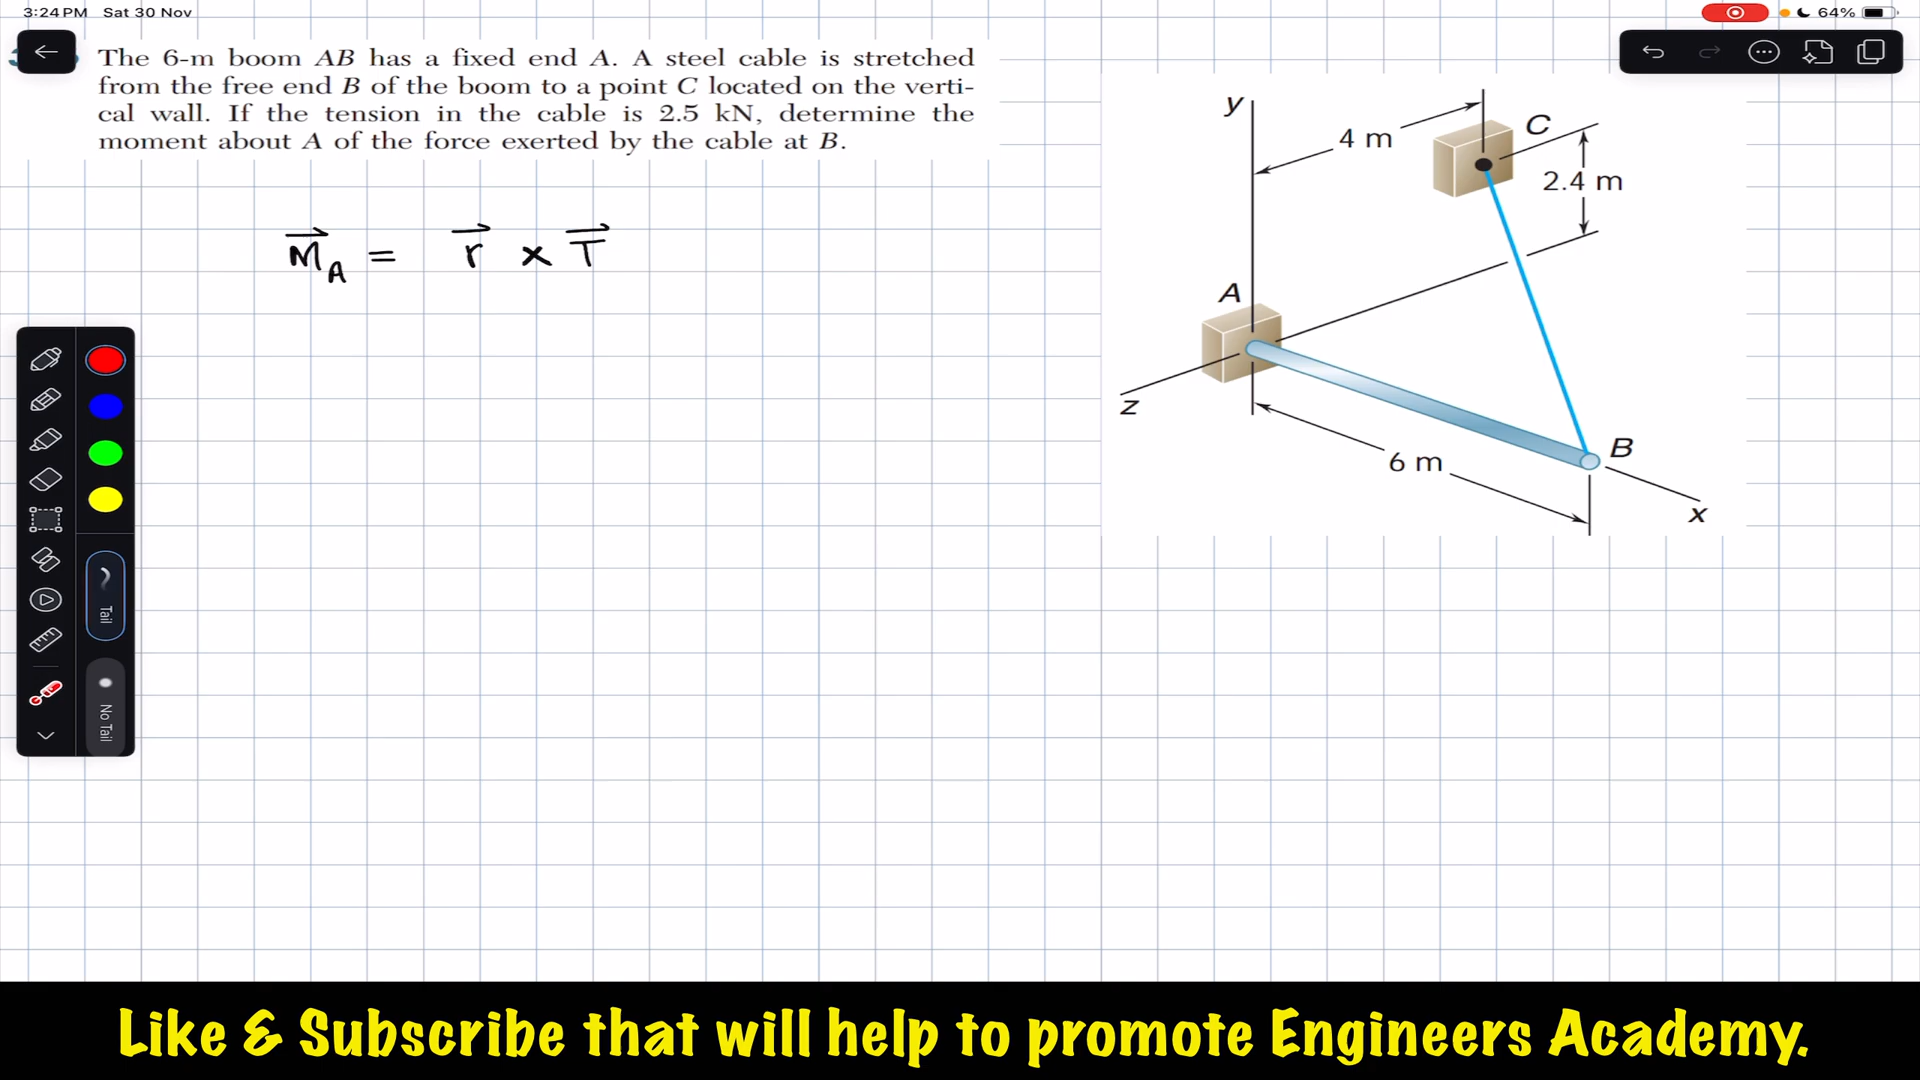 3:24 PM Sat 30 Nov
64%
The 6-m boom AB has a fixed end A. A steel cable is stretched
from the free end B of the boom to a point C located on the verti-
cal wall. If the tension in the cable is 2.5 kN, determine the
moment about A of the force exerted by the cable at B.
M⃗_A = r⃗ × T⃗
y
4 m
C
2.4 m
A
z
6 m
B
x
Tail
No Tail
Like & Subscribe that will help to promote Engineers Academy.